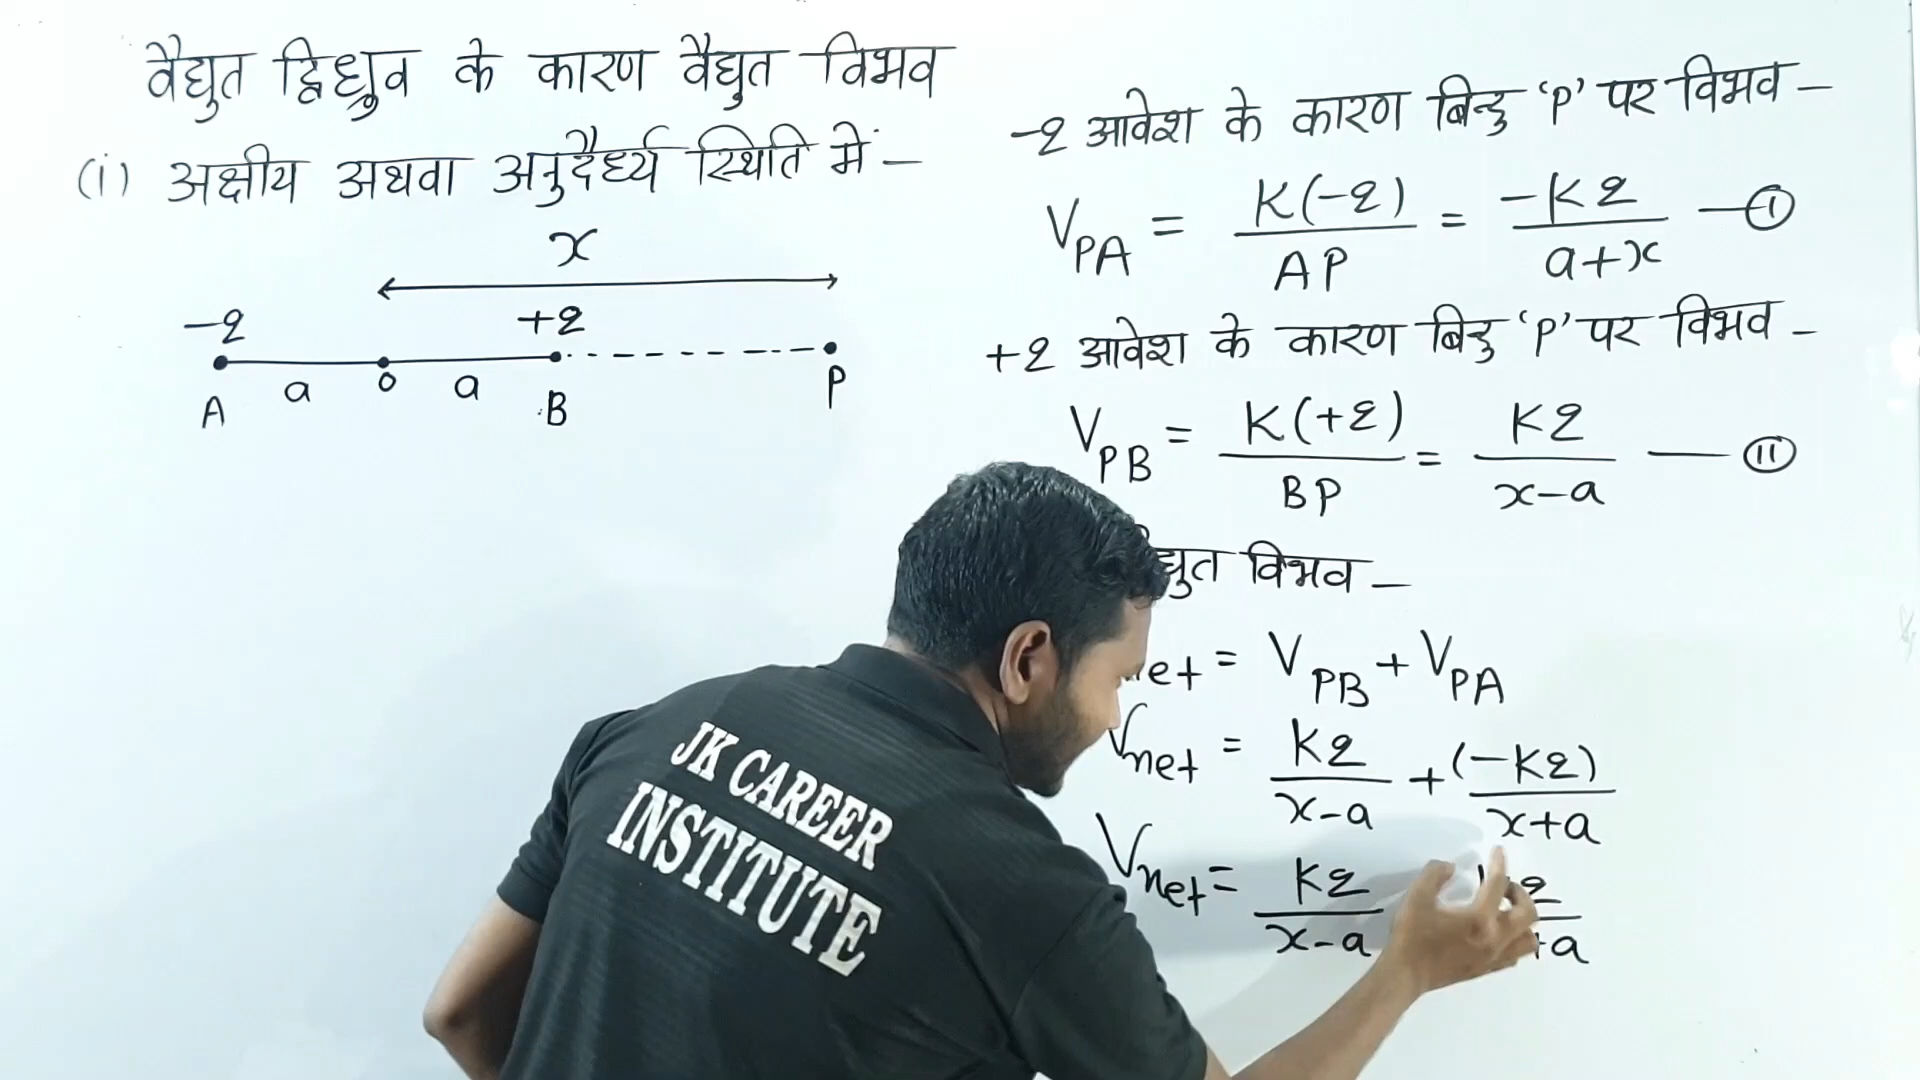 वैद्युत द्विध्रुव के कारण वैद्युत विभव
(i) अक्षीय अथवा अनुदैर्ध्य स्थिति में –
x
-q +q
A a o a B P
-q आवेश के कारण बिन्दु 'P' पर विभव –
V_PA = K(-q)/AP = -Kq/a+x — (I)
+q आवेश के कारण बिन्दु 'P' पर विभव –
V_PB = K(+q)/BP = Kq/x-a — (II)
विभव –
= V_PB + V_PA
V_net = Kq/x-a + (-Kq)/x+a
V_net = Kq/x-a
JK CAREER
INSTITUTE